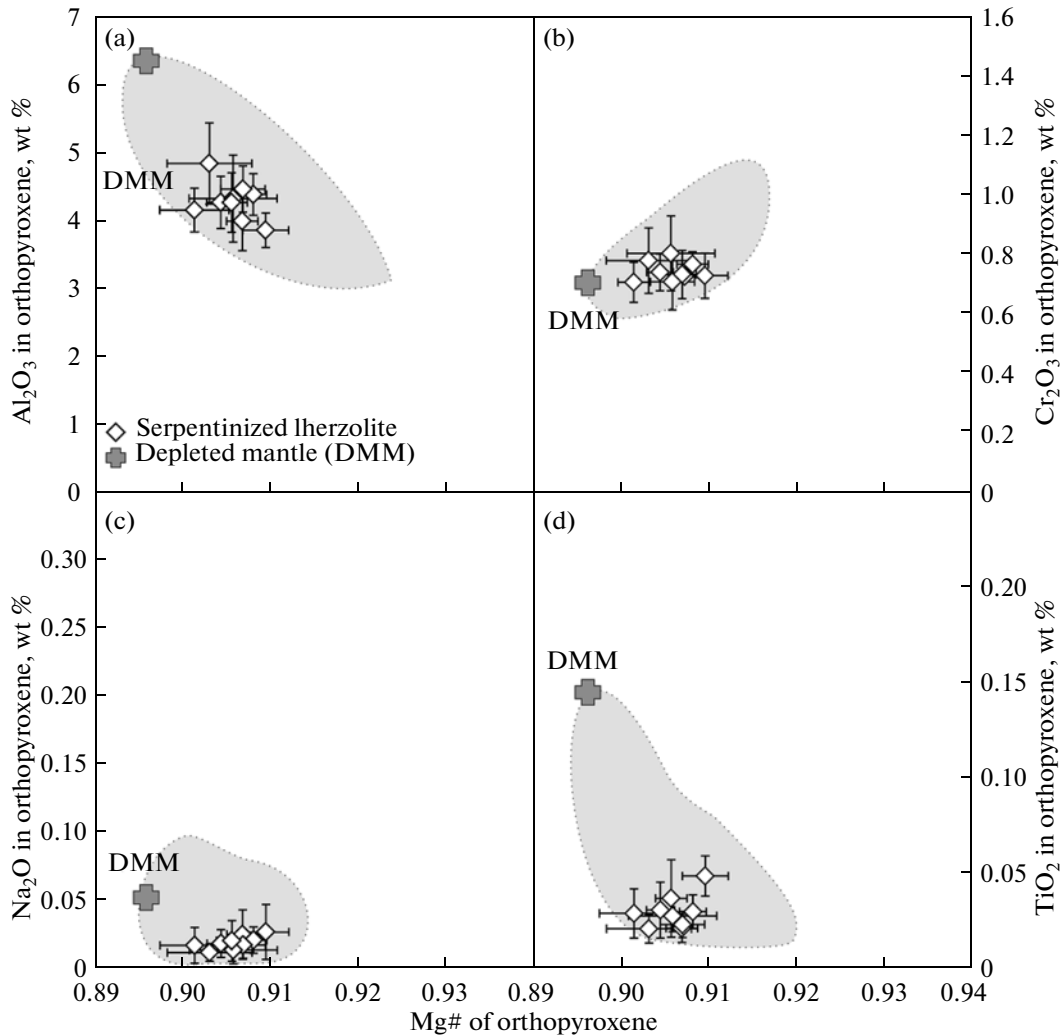 7
6
5
4
3
2
1
0
Al₂O₃ in orthopyroxene, wt %
(a)
DMM
Serpentinized lherzolite
Depleted mantle (DMM)
(b)
DMM
1.6
1.4
1.2
1.0
0.8
0.6
0.4
0.2
0
Cr₂O₃ in orthopyroxene, wt %
(c)
0.30
0.25
0.20
0.15
0.10
0.05
0
Na₂O in orthopyroxene, wt %
DMM
(d)
DMM
0.20
0.15
0.10
0.05
0
TiO₂ in orthopyroxene, wt %
0.89 0.90 0.91 0.92 0.93 0.89 0.90 0.91 0.92 0.93 0.94
Mg# of orthopyroxene